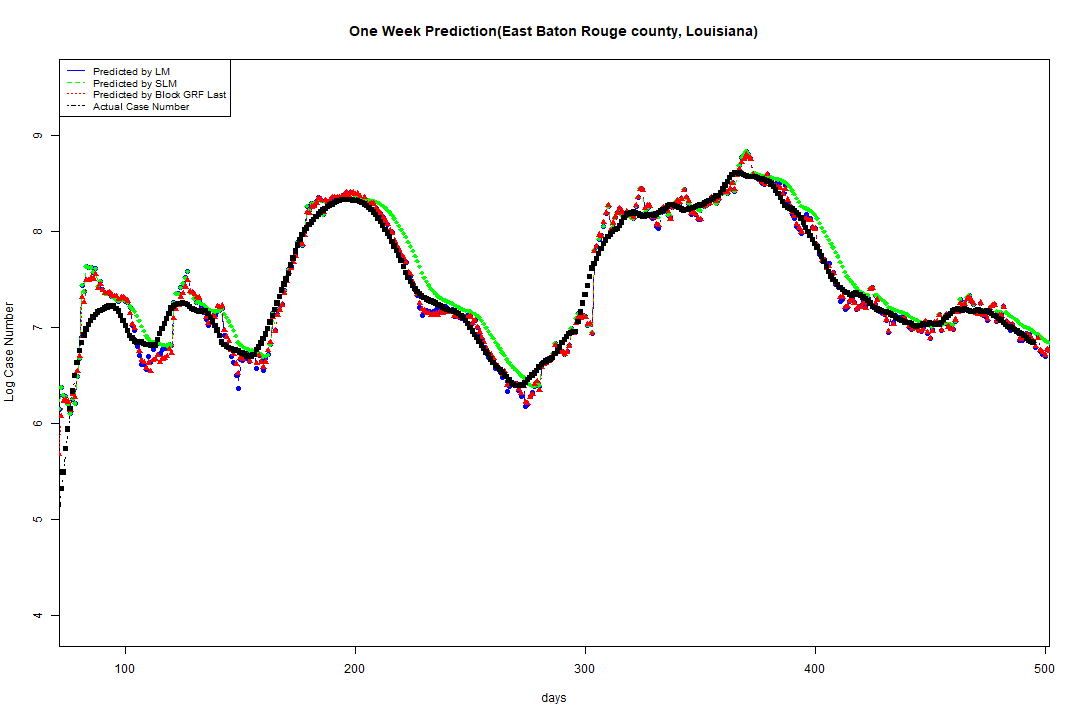 One Week Prediction(East Baton Rouge county, Louisiana)
Predicted by LM
Predicted by SLM
Predicted by Block GRF Last
Actual Case Number
9
8
7
6
5
4
Log Case Number
100 200 300 400 500
days